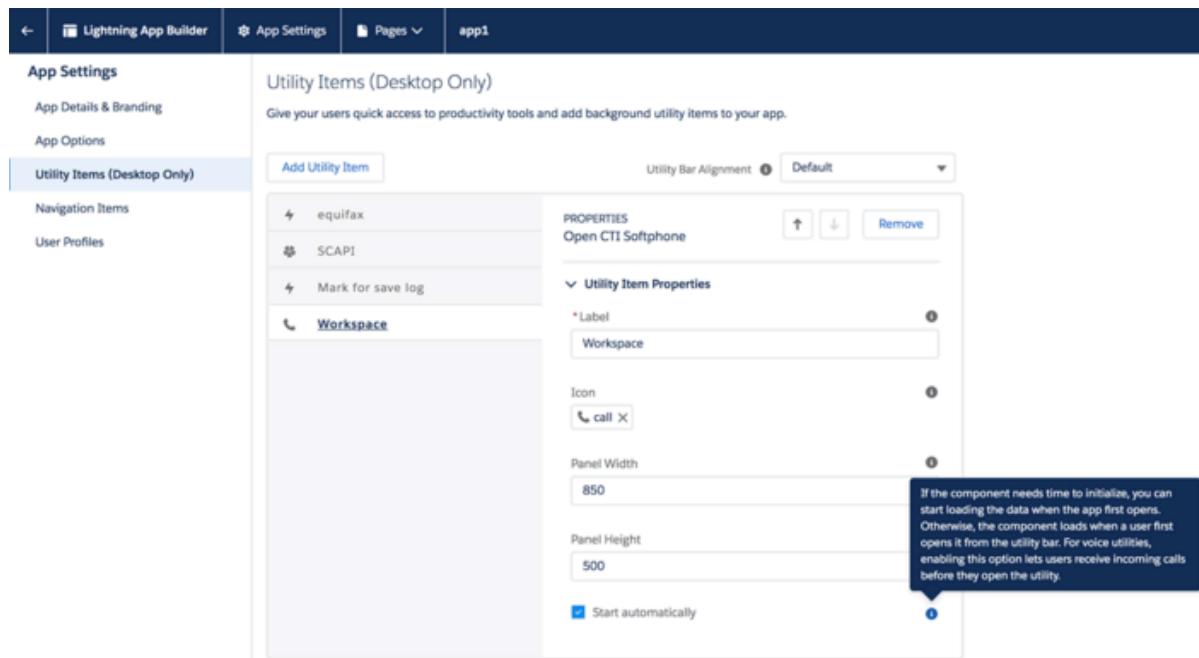 Lightning App Builder
App Settings
Pages
app1
App Settings
App Details & Branding
App Options
Utility Items (Desktop Only)
Navigation Items
User Profiles
Utility Items (Desktop Only)
Give your users quick access to productivity tools and add background utility items to your app.
Add Utility Item
Utility Bar Alignment
Default
equifax
SCAPI
Mark for save log
Workspace
PROPERTIES
Open CTI Softphone
Remove
Utility Item Properties
*Label
Workspace
Icon
call
Panel Width
850
Panel Height
500
Start automatically
If the component needs time to initialize, you can
start loading the data when the app first opens.
Otherwise, the component loads when a user first
opens it from the utility bar. For voice utilities,
enabling this option lets users receive incoming calls
before they open the utility.